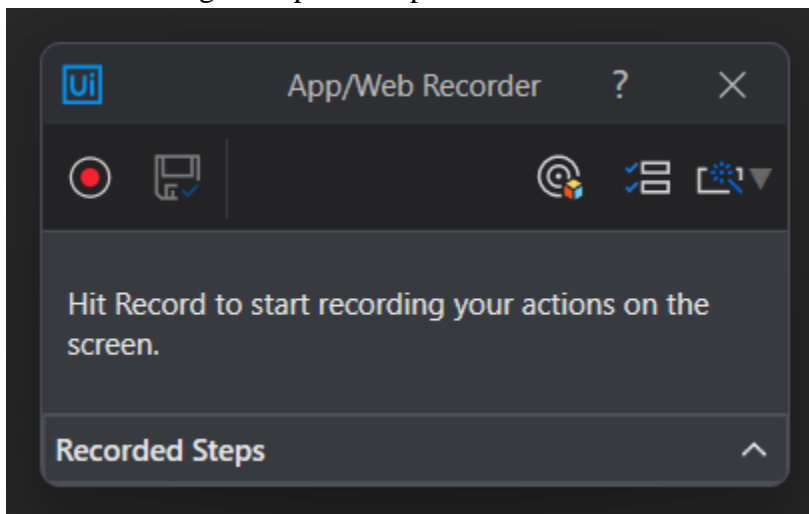 Ui
App/Web Recorder
?
Hit Record to start recording your actions on the
screen.
Recorded Steps